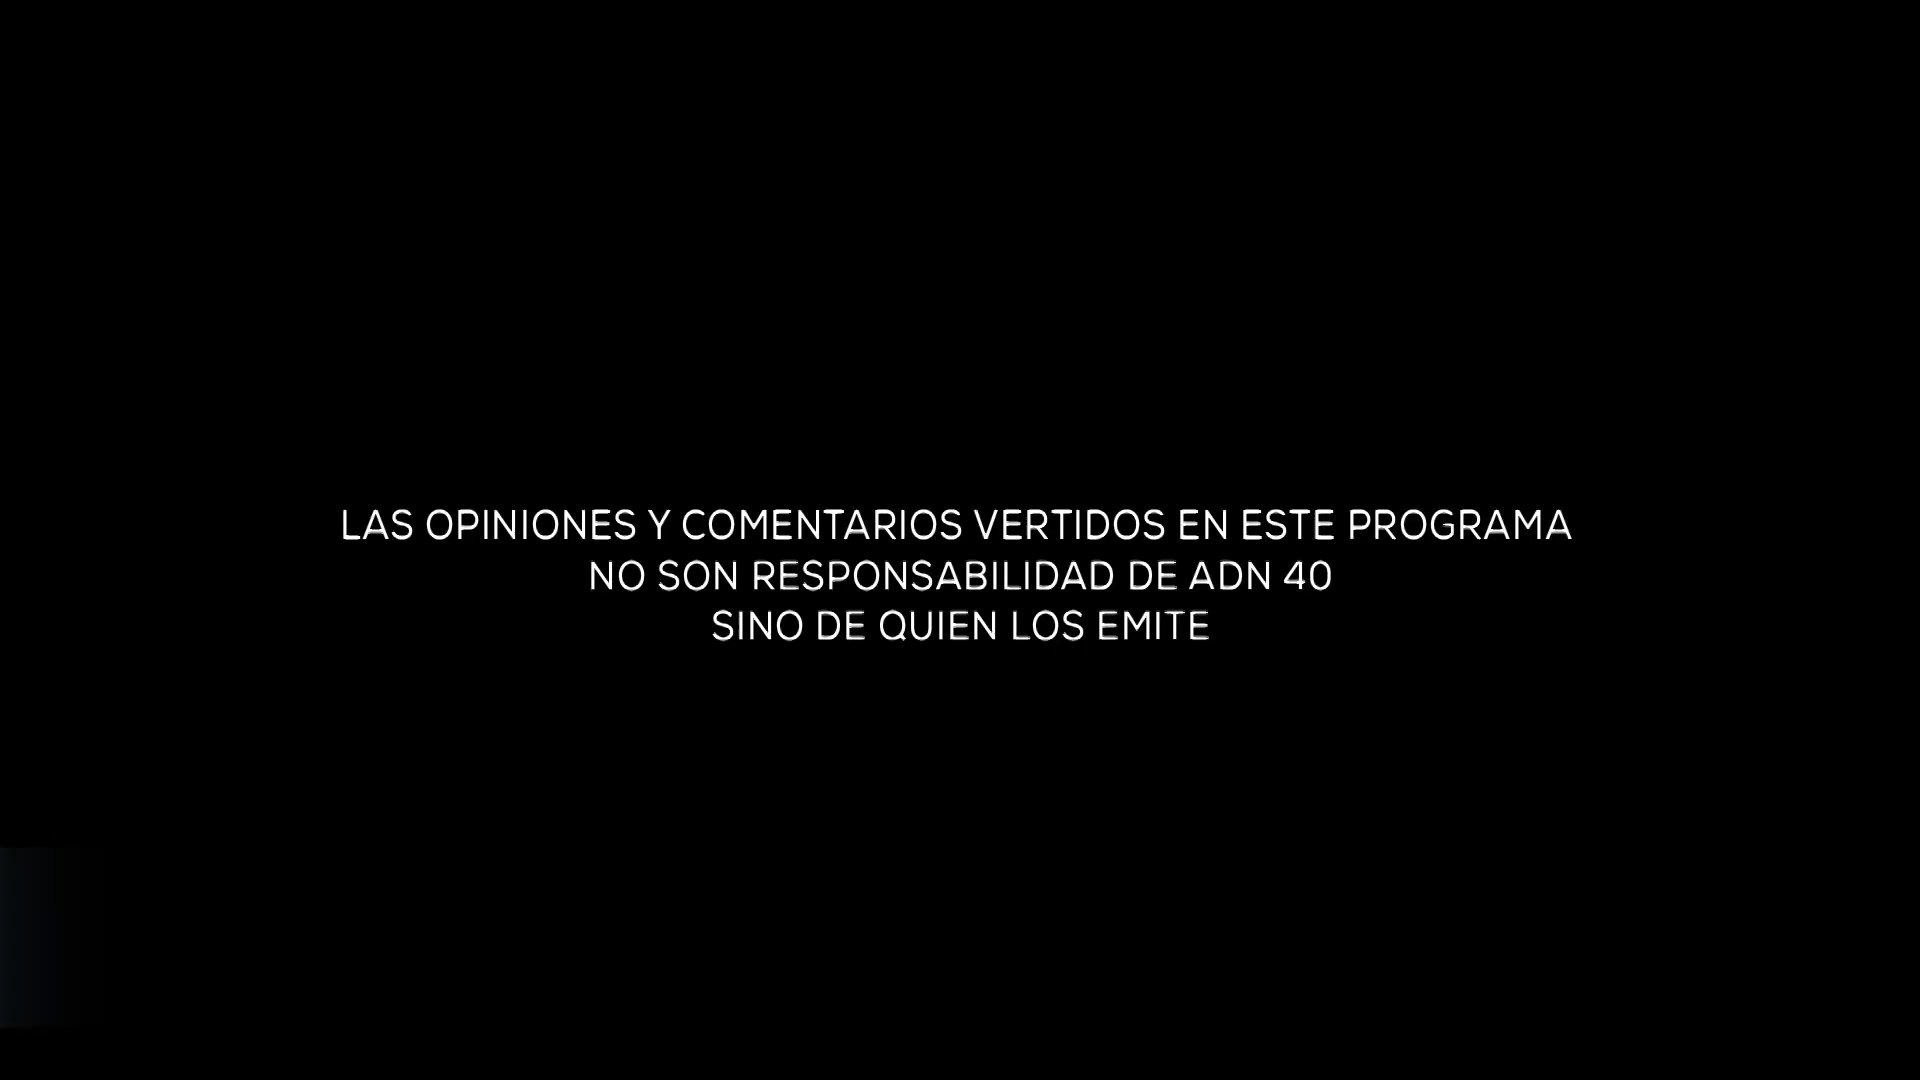 LAS OPINIONES Y COMENTARIOS VERTIDOS EN ESTE PROGRAMA
NO SON RESPONSABILIDAD DE ADN 40
SINO DE QUIEN LOS EMITE